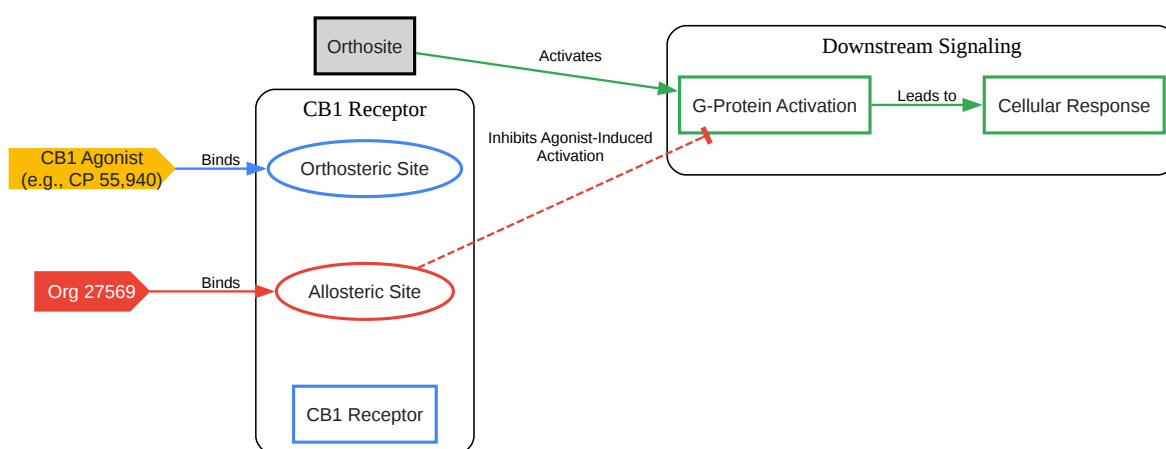 Orthosite
Activates
Downstream Signaling
G-Protein Activation
Leads to
Cellular Response
CB1 Receptor
Inhibits Agonist-Induced
Activation
CB1 Agonist
(e.g., CP 55,940)
Binds
Orthosteric Site
Org 27569
Binds
Allosteric Site
CB1 Receptor